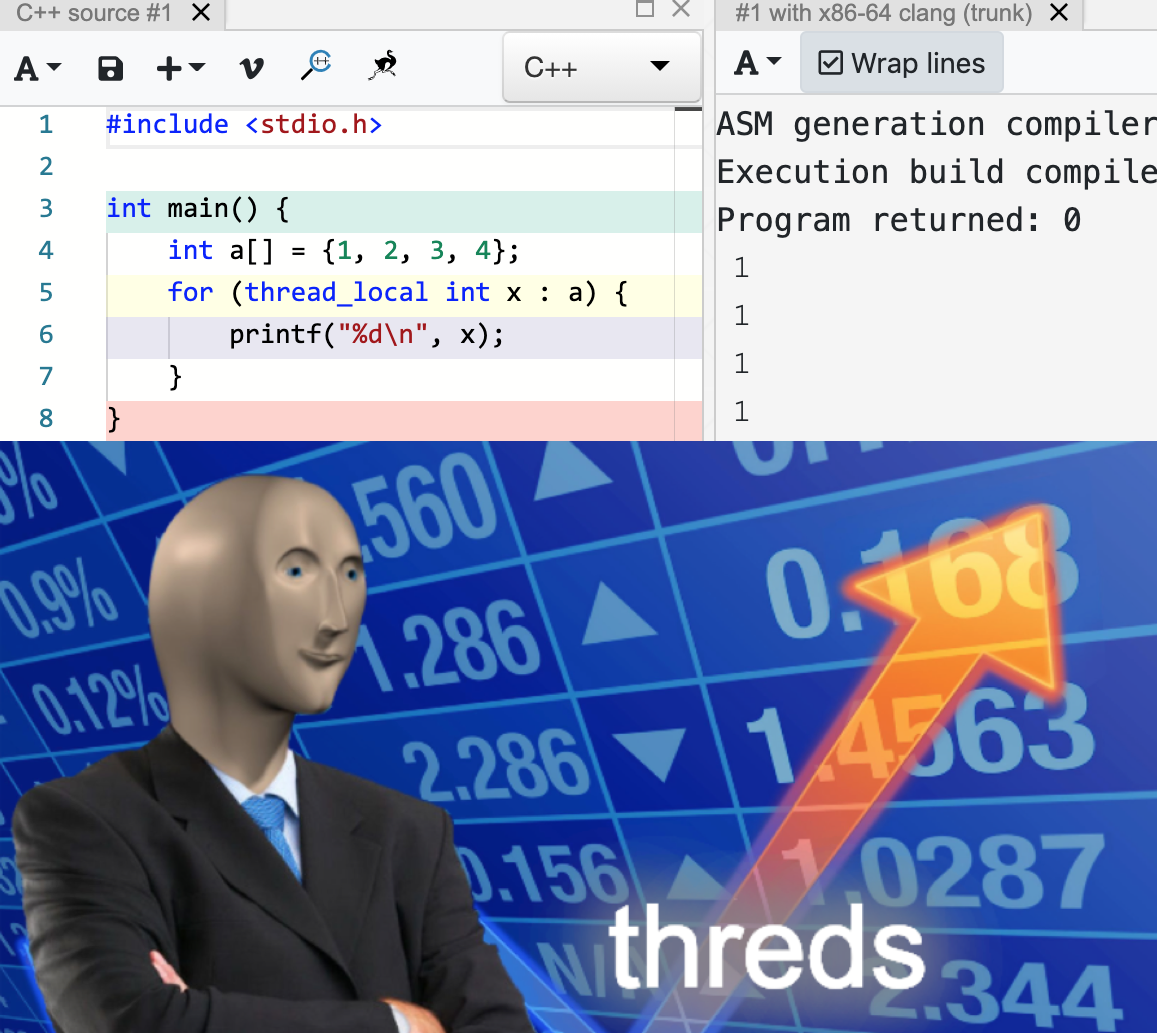 C++ source #1 X
#1 with x86-64 clang (trunk) X
A
C++
A
Wrap lines
1 #include <stdio.h>
2
3 int main() {
4     int a[] = {1, 2, 3, 4};
5     for (thread_local int x : a) {
6         printf("%d\n", x);
7     }
8 }
ASM generation compiler
Execution build compile
Program returned: 0
1
1
1
1
.560
0.9%
1.286
0.168
0.12%
2.286
1.4563
0.156
1.0287
threds
2.344